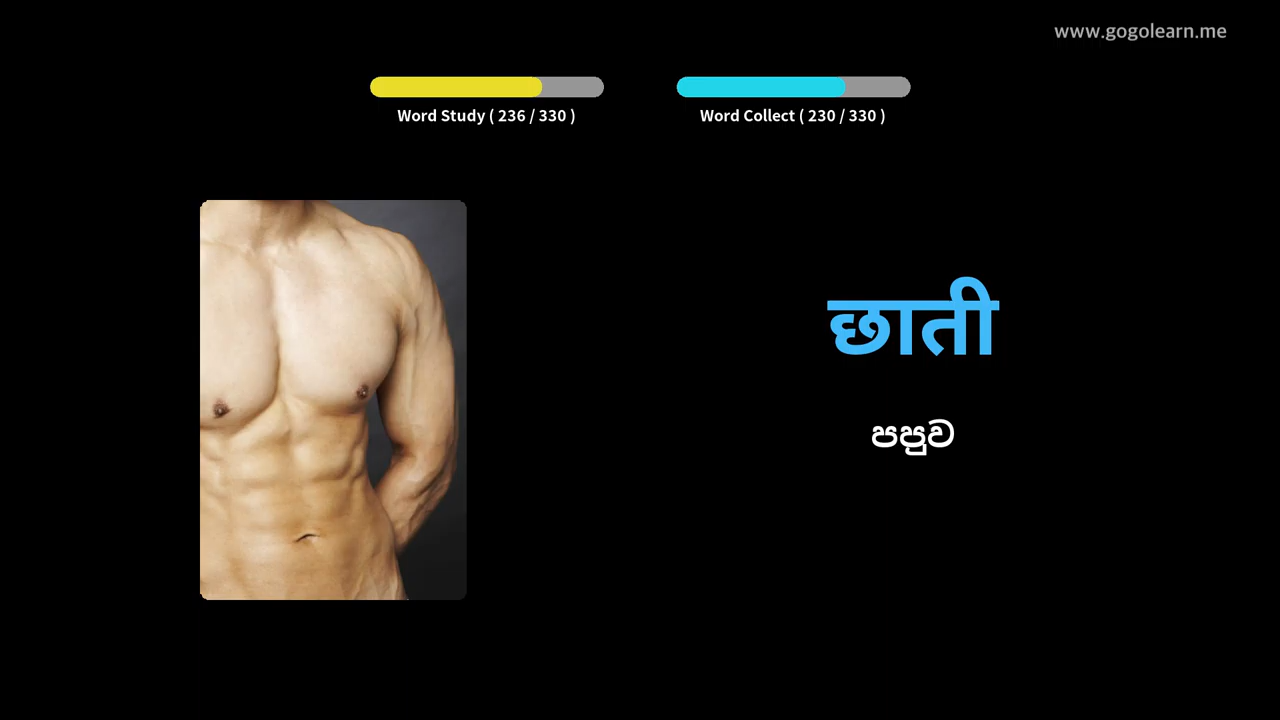 www.gogolearn.me
Word Study ( 236 / 330 )
Word Collect ( 230 / 330 )
छाती
පපුව